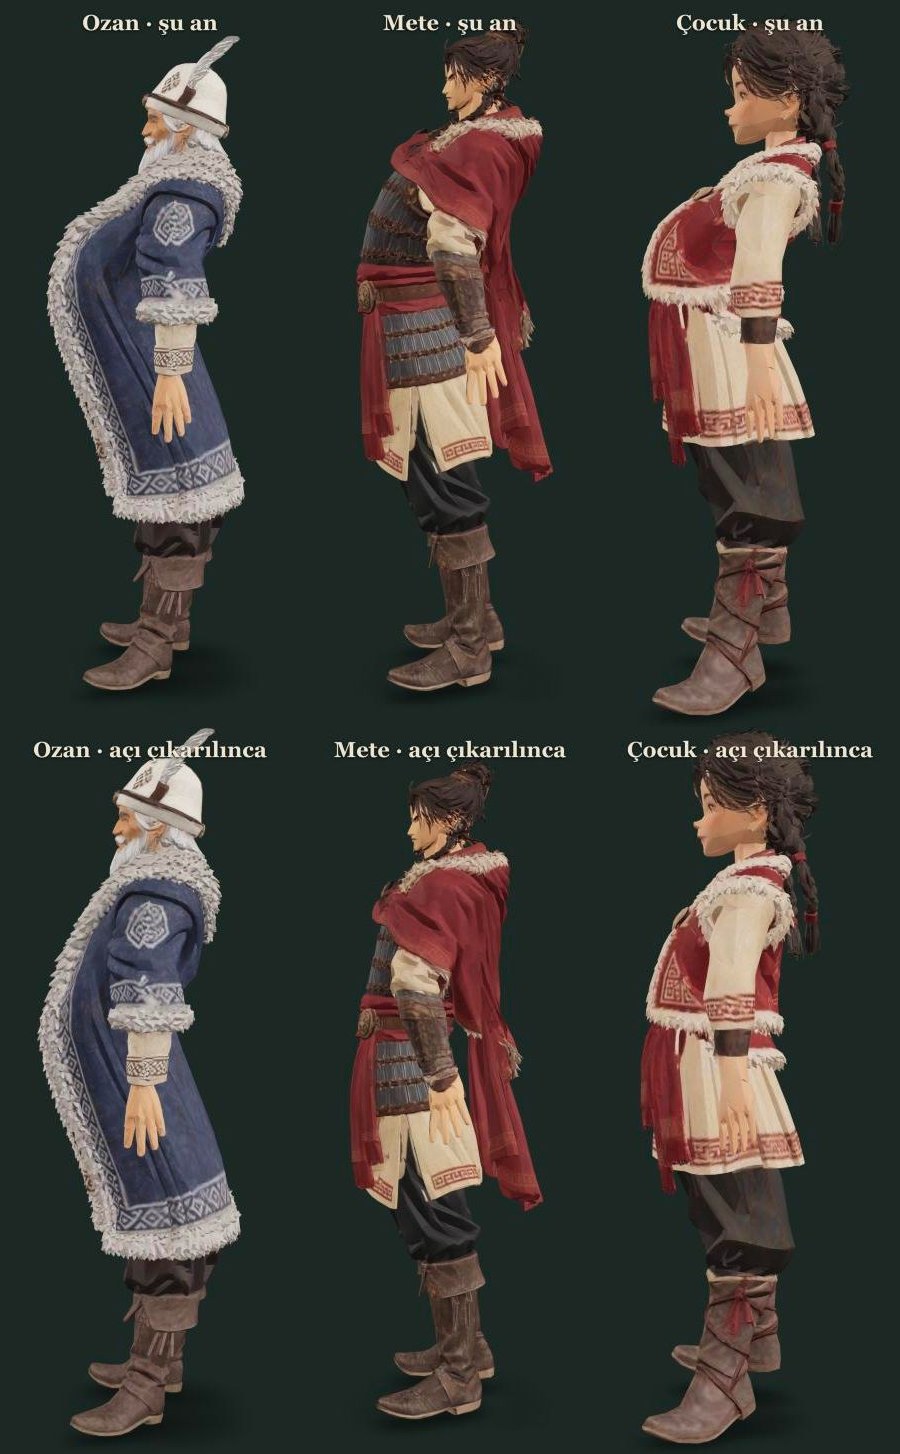 Ozan · şu an
Mete · şu an
Çocuk · şu an
Ozan · açı çıkarılınca
Mete · açı çıkarılınca
Çocuk · açı çıkarılınca